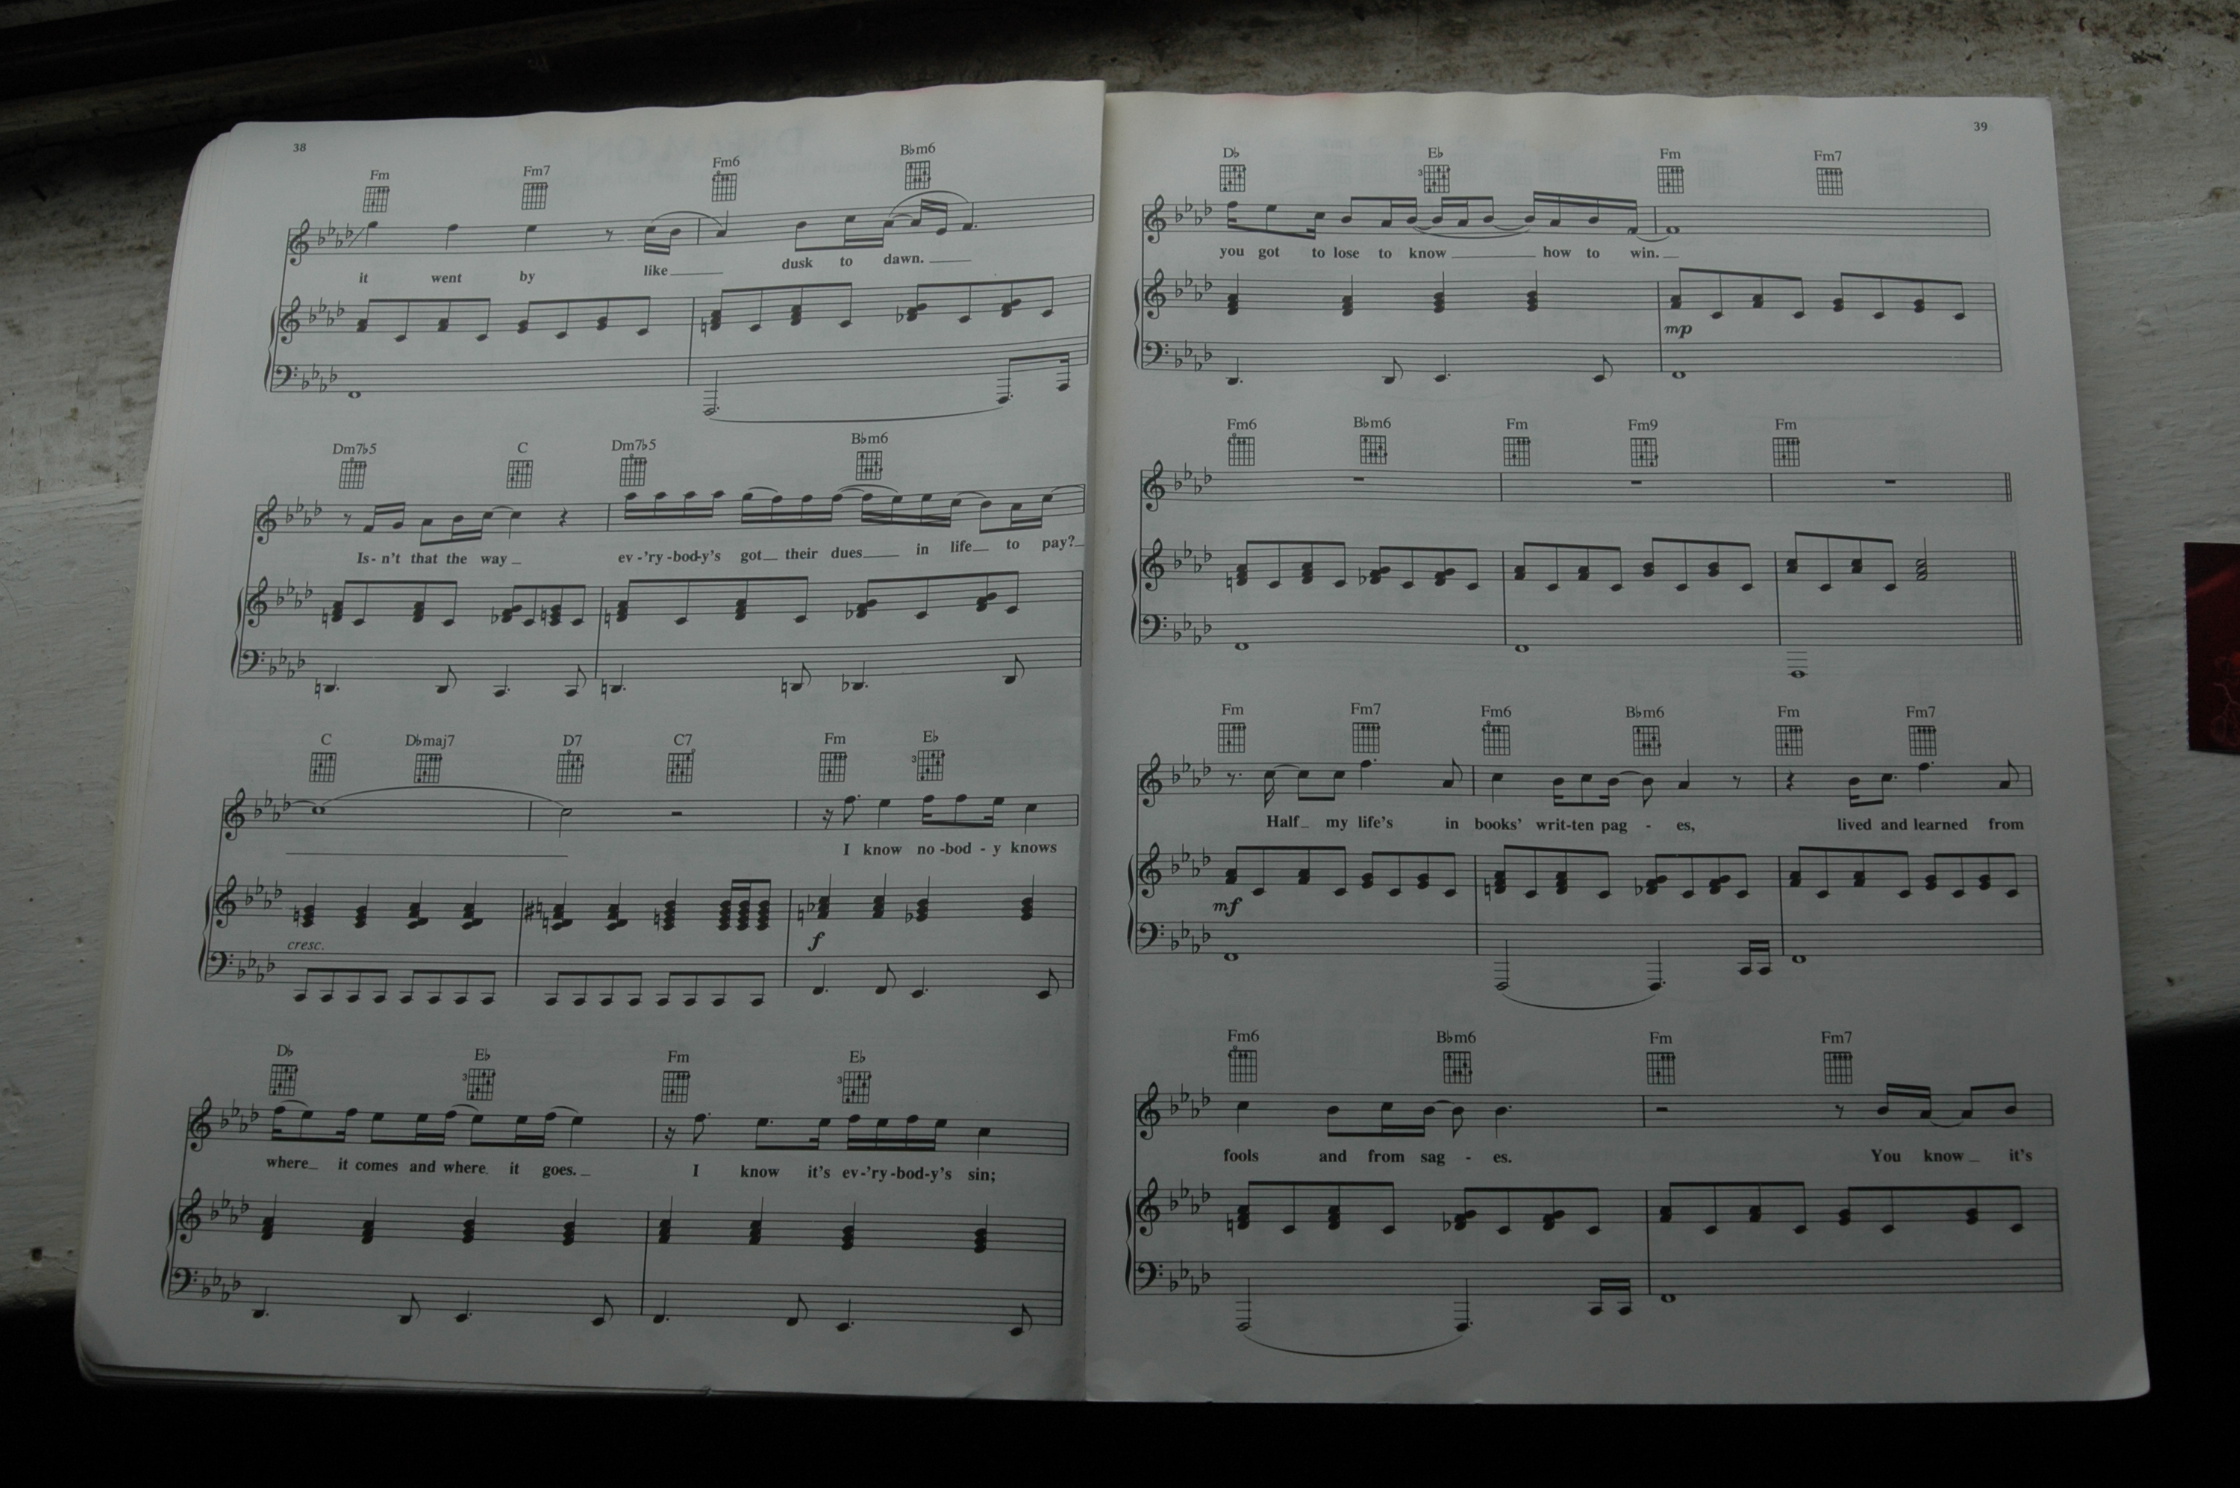 38
Fm Fm7 Fm6 B♭m6
it went by like dusk to dawn.
Dm7♭5 C Dm7♭5 B♭m6
Is-n't that the way ev-'ry-bod-y's got their dues in life to pay?
C D♭maj7 D7 C7 Fm E♭
3
I know no-bod-y knows
cresc.
f
D♭ E♭ Fm E♭
3 3
where it comes and where it goes. I know it's ev-'ry-bod-y's sin;
39
D♭ E♭ Fm Fm7
3
you got to lose to know how to win.
mp
Fm6 B♭m6 Fm Fm9 Fm
Fm Fm7 Fm6 B♭m6 Fm Fm7
Half my life's in books' writ-ten pag-es, lived and learned from
mf
Fm6 B♭m6 Fm Fm7
fools and from sag-es. You know it's